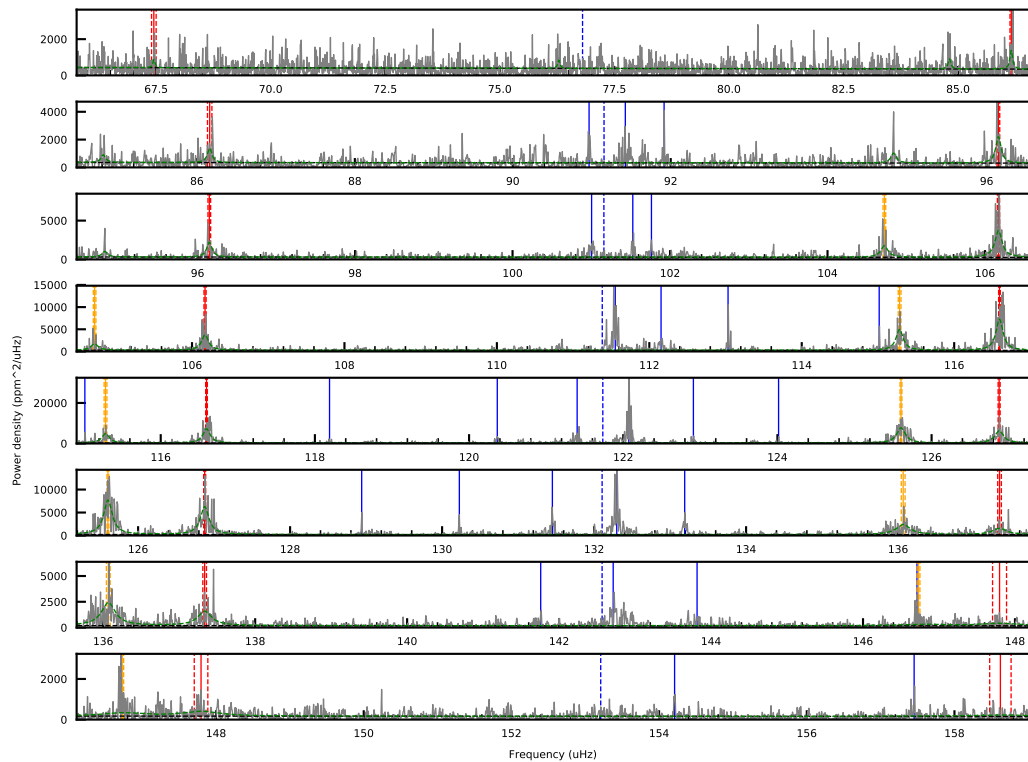 2000
0
67.5 70.0 72.5 75.0 77.5 80.0 82.5 85.0
4000
2000
0
86 88 90 92 94 96
5000
0
96 98 100 102 104 106
15000
10000
5000
0
106 108 110 112 114 116
20000
0
116 118 120 122 124 126
10000
5000
0
126 128 130 132 134 136
5000
2500
0
136 138 140 142 144 146 148
2000
0
148 150 152 154 156 158
Power density (ppm^2/uHz)
Frequency (uHz)